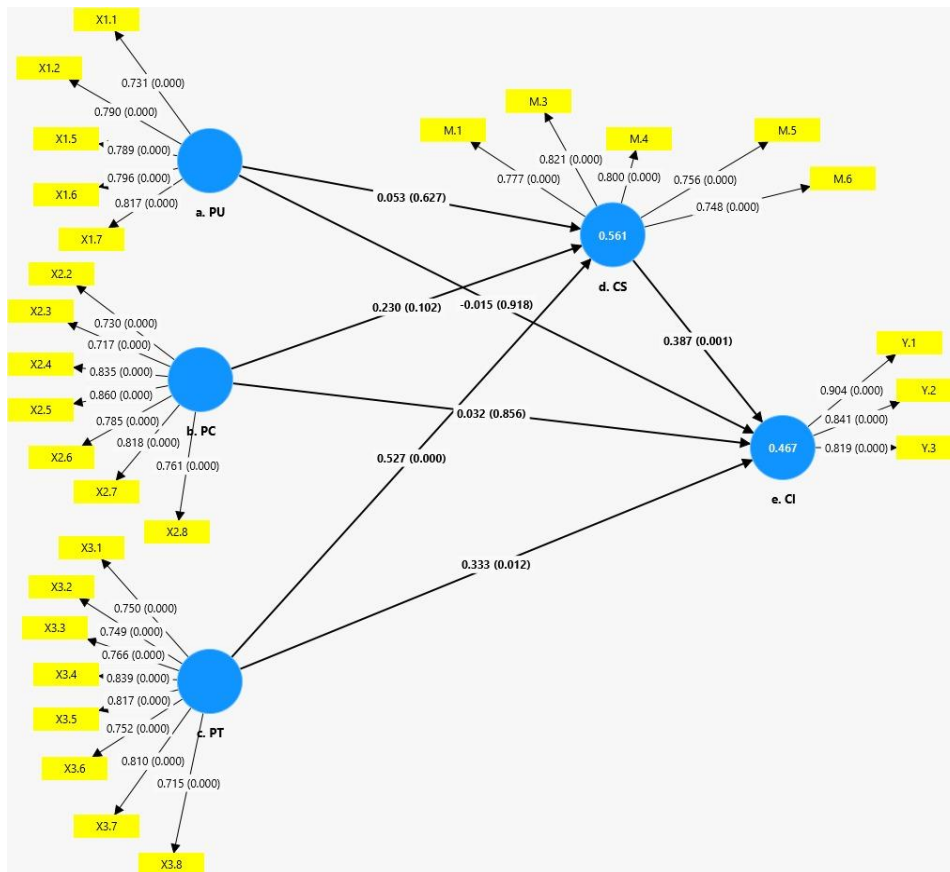 X1.1
X1.2
X1.5
X1.6
X1.7
0.731 (0.000)
0.790 (0.000)
0.789 (0.000)
0.796 (0.000)
0.817 (0.000)
a. PU
X2.2
X2.3
X2.4
X2.5
X2.6
X2.7
X2.8
0.730 (0.000)
0.717 (0.000)
0.835 (0.000)
0.860 (0.000)
0.785 (0.000)
0.818 (0.000)
0.761 (0.000)
b. PC
X3.1
X3.2
X3.3
X3.4
X3.5
X3.6
X3.7
X3.8
0.750 (0.000)
0.749 (0.000)
0.766 (0.000)
0.839 (0.000)
0.817 (0.000)
0.752 (0.000)
0.810 (0.000)
0.715 (0.000)
c. PT
0.053 (0.627)
0.230 (0.102)
-0.015 (0.918)
0.032 (0.856)
0.527 (0.000)
0.333 (0.012)
0.387 (0.001)
M.1
M.3
M.4
M.5
M.6
0.777 (0.000)
0.821 (0.000)
0.800 (0.000)
0.756 (0.000)
0.748 (0.000)
0.561
d. CS
Y.1
Y.2
Y.3
0.904 (0.000)
0.841 (0.000)
0.819 (0.000)
0.467
e. CI